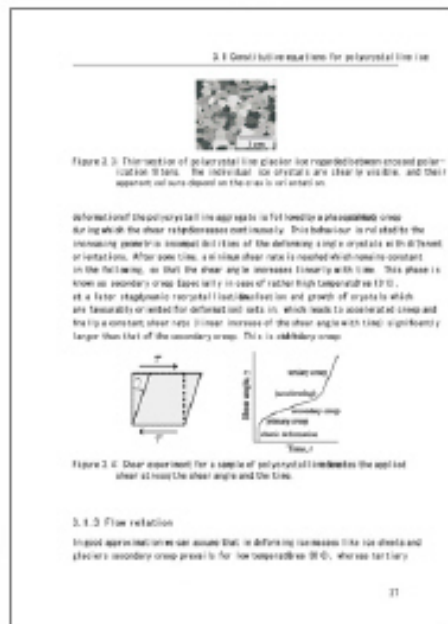 3.1 Constitutive equations for polycrystalline ice
1 cm
Figure 3.3: Thin-section of polycrystalline glacier ice regarded between crossed polar-
ization filters. The individual ice crystals are clearly visible, and their
apparent colours depend on the c-axis orientation.
deformation of the polycrystalline aggregate is followed by a phase creep
during which the shear rate decreases continuously. This behaviour is related to the
increasing geometric incompatibilities of the deforming single crystals with different
orientations. After some time, a minimum shear rate is reached which remains constant
in the following, so that the shear angle increases linearly with time. This phase is
known as secondary creep. Especially in case of rather high temperatures
at a later stage dynamic recrystallisation and growth of crystals which
are favourably oriented for deformation sets in, which leads to accelerated creep and
finally a constant shear rate (linear increase of the shear angle with time) significantly
larger than that of the secondary creep. This is creep.
Shear angle, γ
tertiary creep
(accelerating)
secondary creep
primary creep
elastic deformation
Time, t
Figure 3.4: Shear experiment for a sample of polycrystalline the applied
shear stress the shear angle and the time.
3.1.3 Flow relation
In good approximation we can assume that in deforming ice masses like ice sheets and
glaciers secondary creep prevails for low temperatures whereas tertiary
37